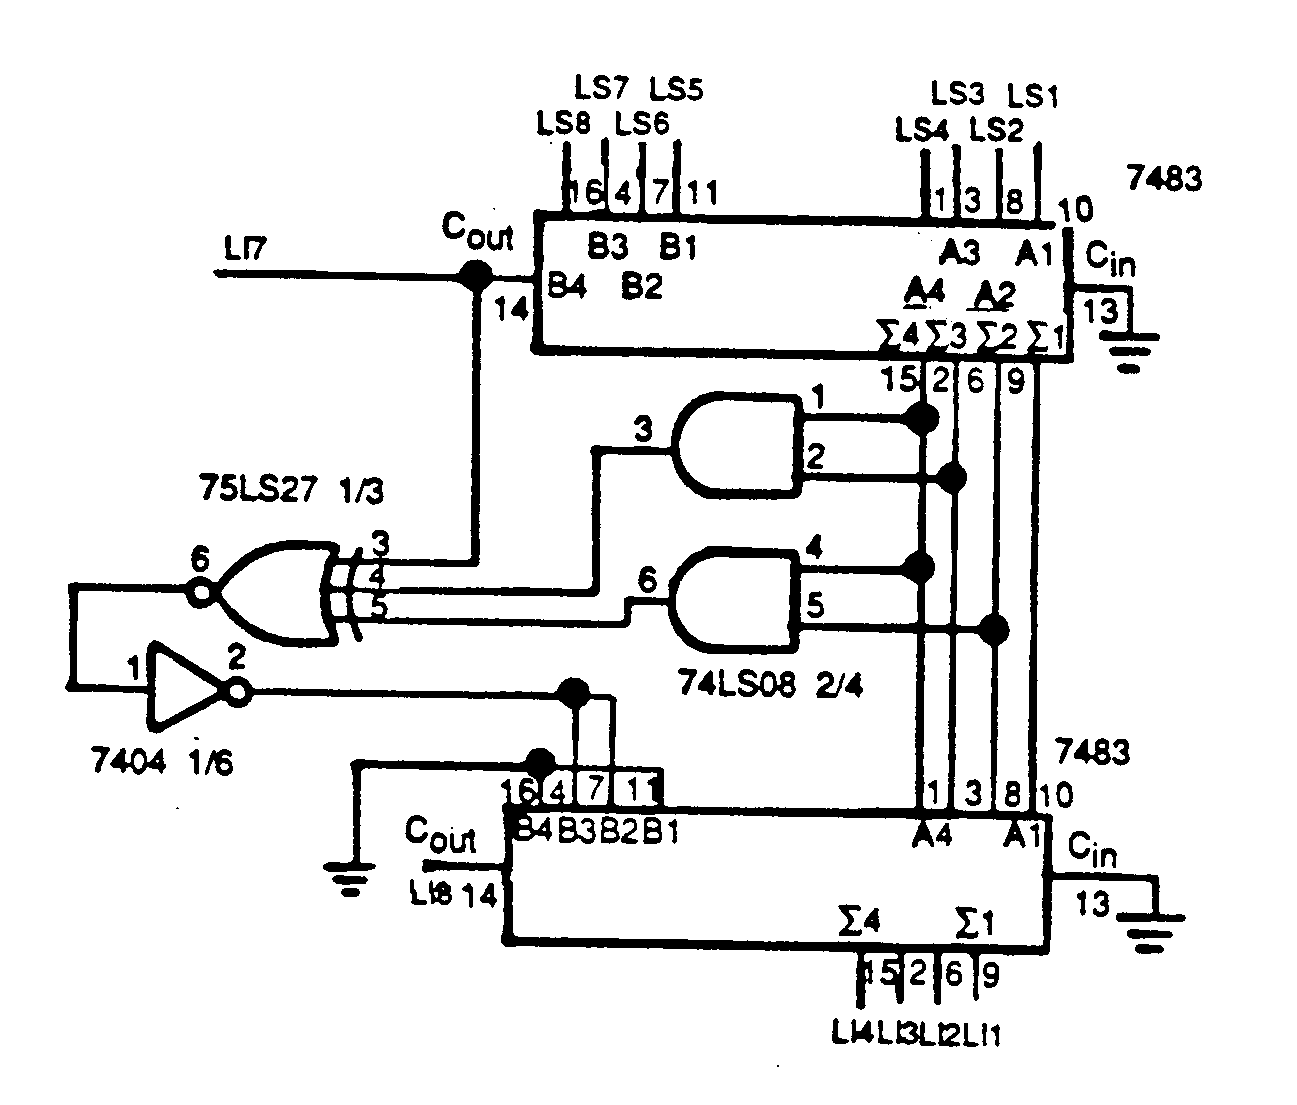 LS7 LS5
LS3 LS1
LS8 LS6
LS4 LS2
7483
16 4 7 11
1 3 8 10
Cout
B3 B1
A3 A1
Cin
LI7
B4 B2
A4 A2
14
13
Σ4 Σ3 Σ2 Σ1
15 2 6 9
1
3
2
75LS27 1/3
3
4
5
6
4
6
5
74LS08 2/4
1
2
7404 1/6
7483
16 4 7 11
1 3 8 10
B4 B3 B2 B1
A4 A1
Cout
Cin
LI8 14
13
Σ4 Σ1
15 2 6 9
LI4 LI3 LI2 LI1